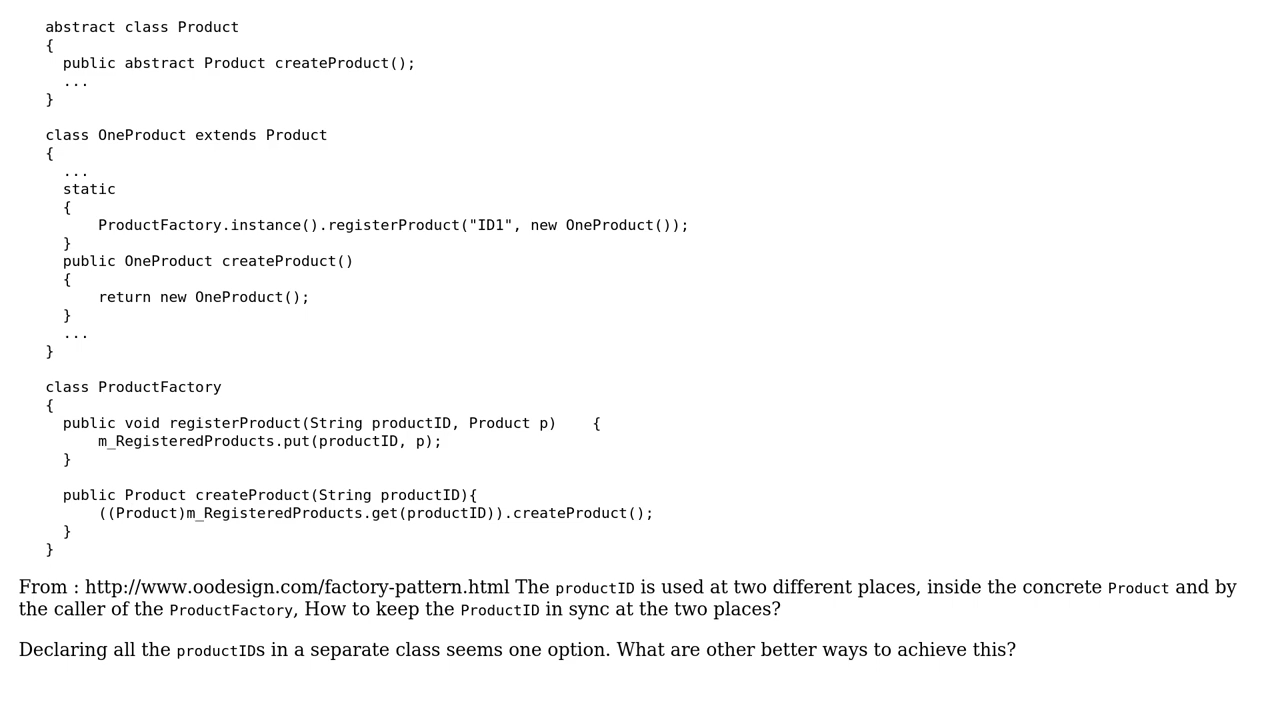 abstract class Product
{
  public abstract Product createProduct();
  ...
}

class OneProduct extends Product
{
  ...
  static
  {
      ProductFactory.instance().registerProduct("ID1", new OneProduct());
  }
  public OneProduct createProduct()
  {
      return new OneProduct();
  }
  ...
}

class ProductFactory
{
  public void registerProduct(String productID, Product p)    {
      m_RegisteredProducts.put(productID, p);
  }

  public Product createProduct(String productID){
      ((Product)m_RegisteredProducts.get(productID)).createProduct();
  }
}
From : http://www.oodesign.com/factory-pattern.html The productID is used at two different places, inside the concrete Product and by
the caller of the ProductFactory, How to keep the ProductID in sync at the two places?

Declaring all the productIDs in a separate class seems one option. What are other better ways to achieve this?